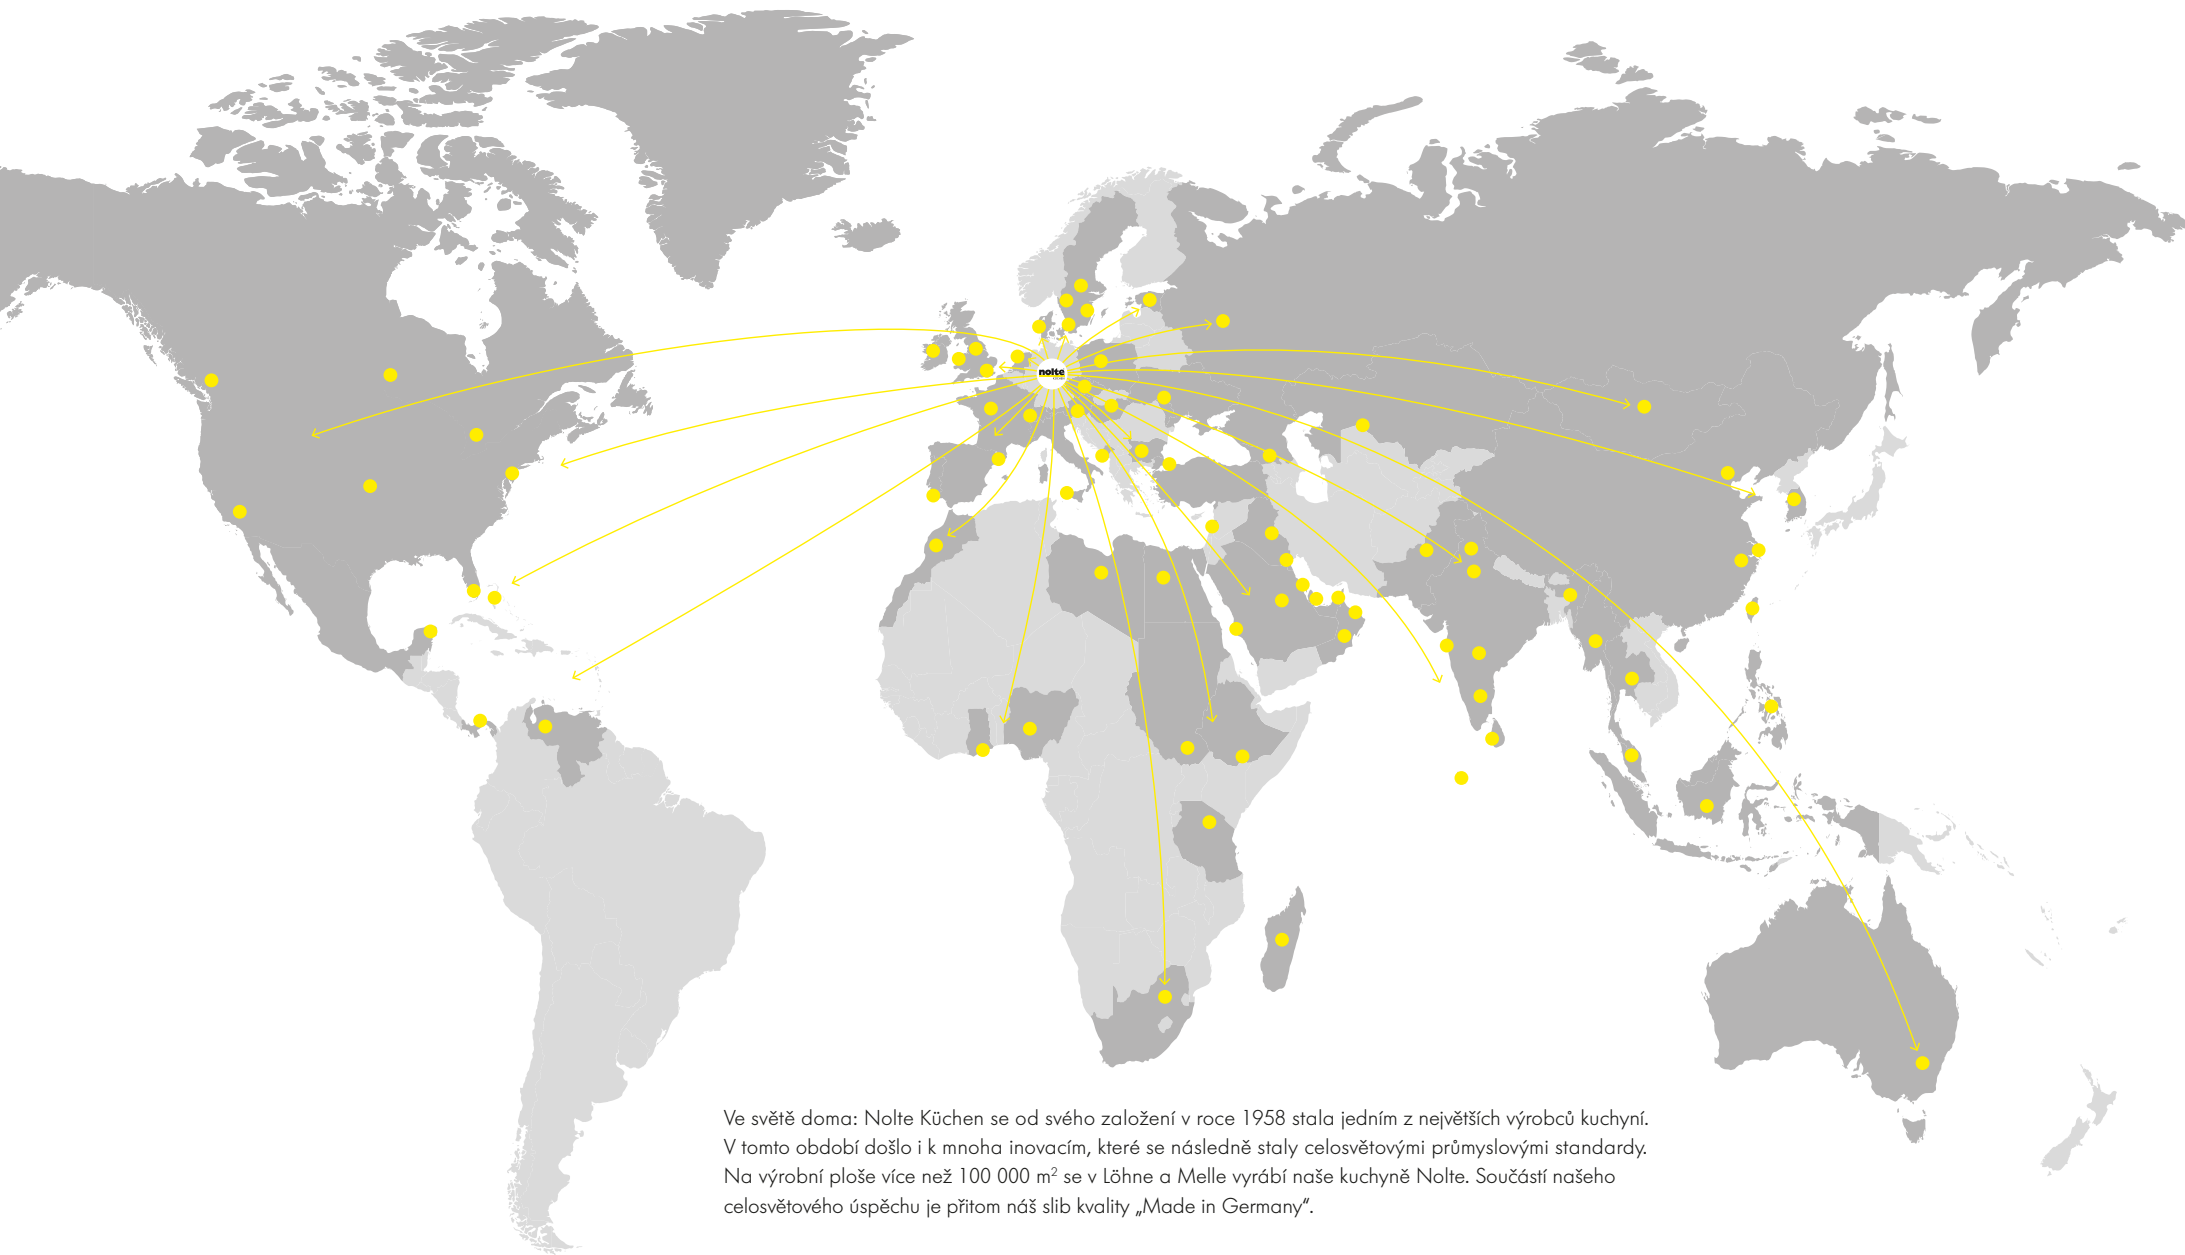 nolte
Ve světě doma: Nolte Küchen se od svého založení v roce 1958 stala jedním z největších výrobců kuchyní.
V tomto období došlo i k mnoha inovacím, které se následně staly celosvětovými průmyslovými standardy.
Na výrobní ploše více než 100 000 m² se v Löhne a Melle vyrábí naše kuchyně Nolte. Součástí našeho
celosvětového úspěchu je přitom náš slib kvality „Made in Germany“.